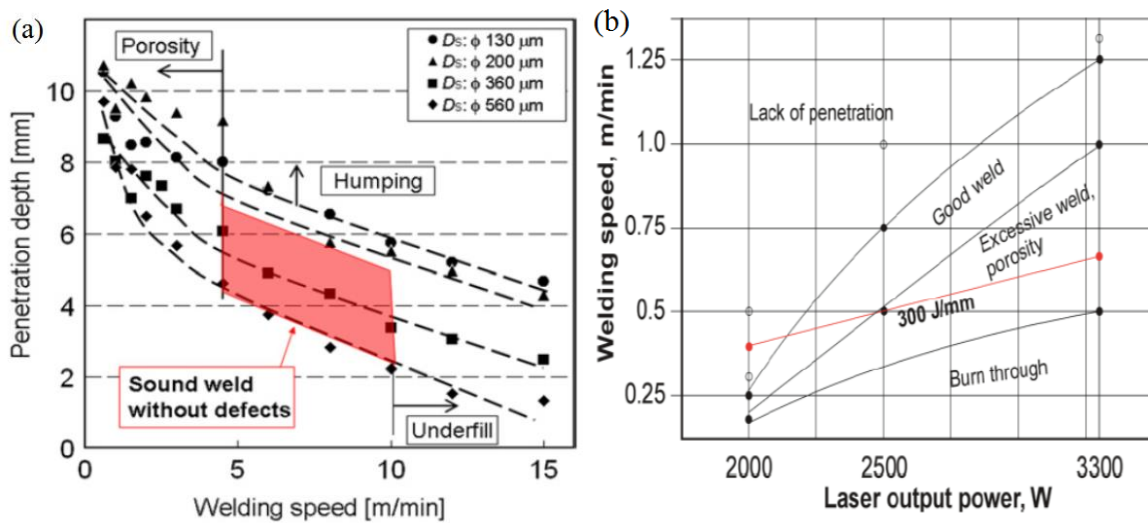 (a)
Porosity
Ds: ϕ 130 μm
Ds: ϕ 200 μm
Ds: ϕ 360 μm
Ds: ϕ 560 μm
Humping
Sound weld
without defects
Underfill
Penetration depth [mm]
10
8
6
4
2
0
0
5
10
15
Welding speed [m/min]
(b)
Welding speed, m/min
1.25
1.0
0.75
0.5
0.25
Lack of penetration
Good weld
Excessive weld,
porosity
300 J/mm
Burn through
2000
2500
3300
Laser output power, W